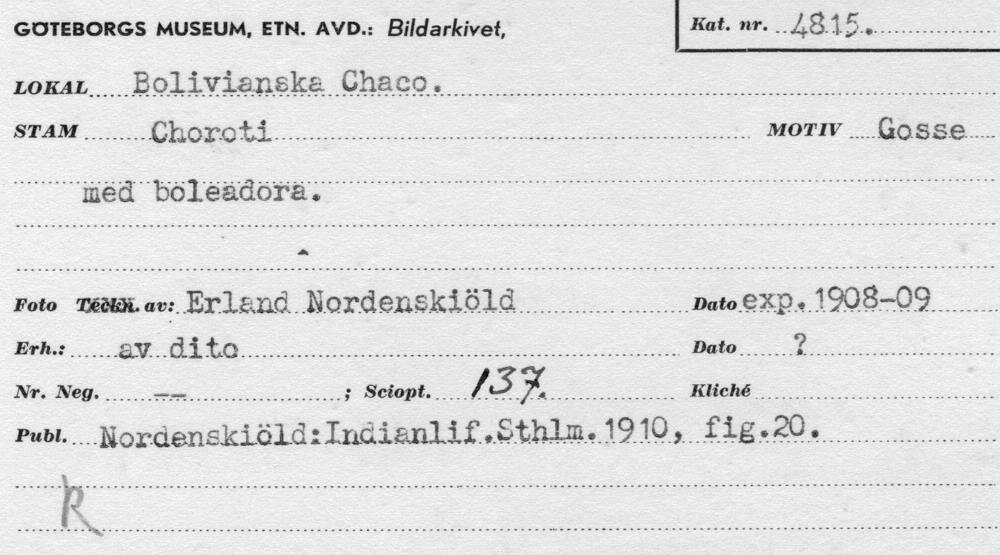 GÖTEBORGS MUSEUM, ETN. AVD.: Bildarkivet, Kat. nr. 4815.
LOKAL Bolivianska Chaco.
STAM Choroti MOTIV Gosse
med boleadora.
Foto Teckn. av: Erland Nordenskiöld Dato exp. 1908-09
Erh.: av dito Dato ?
Nr. Neg. -- ; Sciopt. 137. Kliché
Publ. Nordenskiöld:Indianlif.Sthlm.1910, fig.20.
R